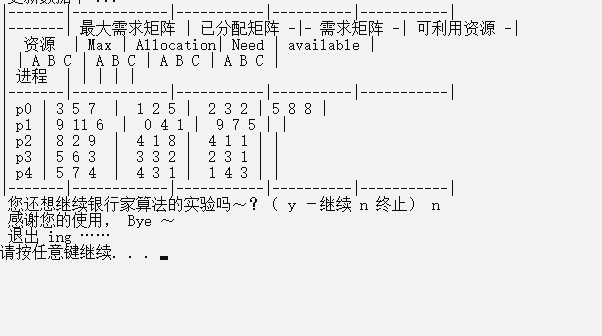 |------|----------|----------|---------|-----------|
|------| 最大需求矩阵 | 已分配矩阵 -|- 需求矩阵 -| 可利用资源 -|
资源 | Max | Allocation| Need | available |
| A B C | A B C | A B C | A B C |
进程 | | | | |
|------|----------|----------|---------|-----------|
| p0 | 3 5 7 | 1 2 5 | 2 3 2 | 5 8 8 |
| p1 | 9 11 6 | 0 4 1 | 9 7 5 | |
| p2 | 8 2 9 | 4 1 8 | 4 1 1 | |
| p3 | 5 6 3 | 3 3 2 | 2 3 1 | |
| p4 | 5 7 4 | 4 3 1 | 1 4 3 | |
|------|----------|----------|---------|-----------|
您还想继续银行家算法的实验吗～? ( y －继续 n 终止) n
感谢您的使用， Bye ～
退出 ing ……
请按任意键继续. . .